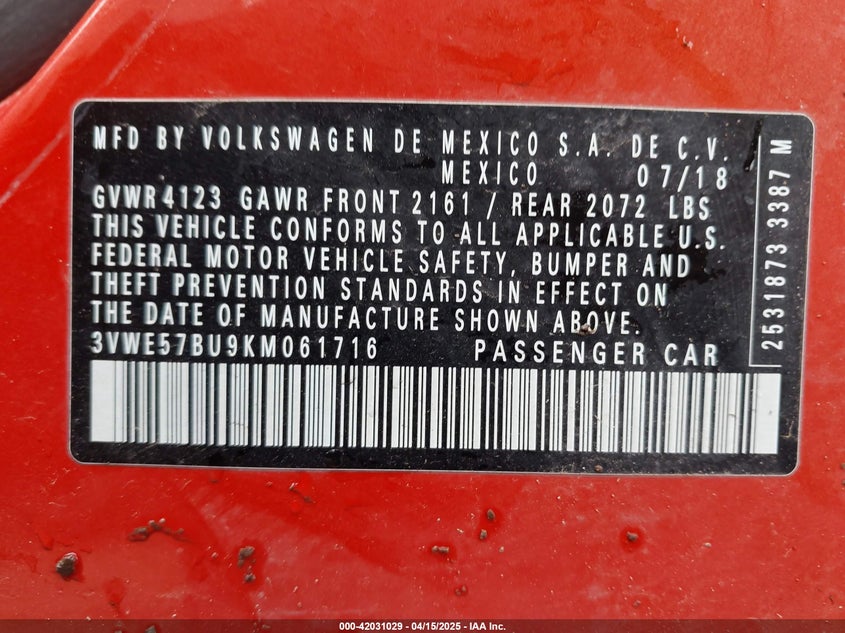 MFD BY VOLKSWAGEN DE MEXICO S.A. DE C.V.
MEXICO 07/18
GVWR 4123 GAWR FRONT 2161 / REAR 2072 LBS
THIS VEHICLE CONFORMS TO ALL APPLICABLE U.S.
FEDERAL MOTOR VEHICLE SAFETY, BUMPER AND
THEFT PREVENTION STANDARDS IN EFFECT ON
THE DATE OF MANUFACTURE SHOWN ABOVE.
3VWE57BU9KM061716 PASSENGER CAR
2531873 3387 M
000-42031029 - 04/15/2025 - IAA Inc.